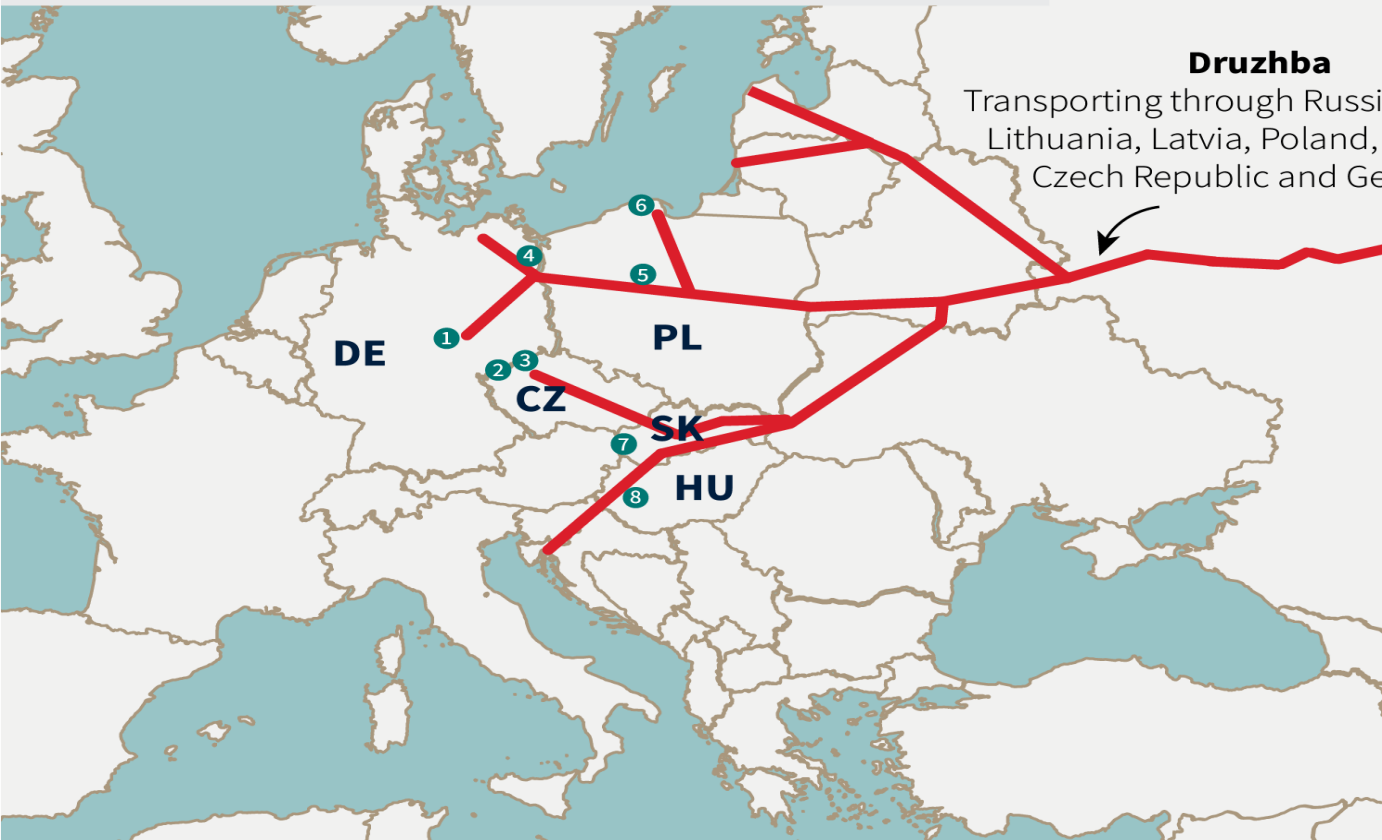 Druzhba
Transporting through Russi
Lithuania, Latvia, Poland,
Czech Republic and Ge
6
4
5
1
DE
PL
3
2
CZ
SK
7
HU
8